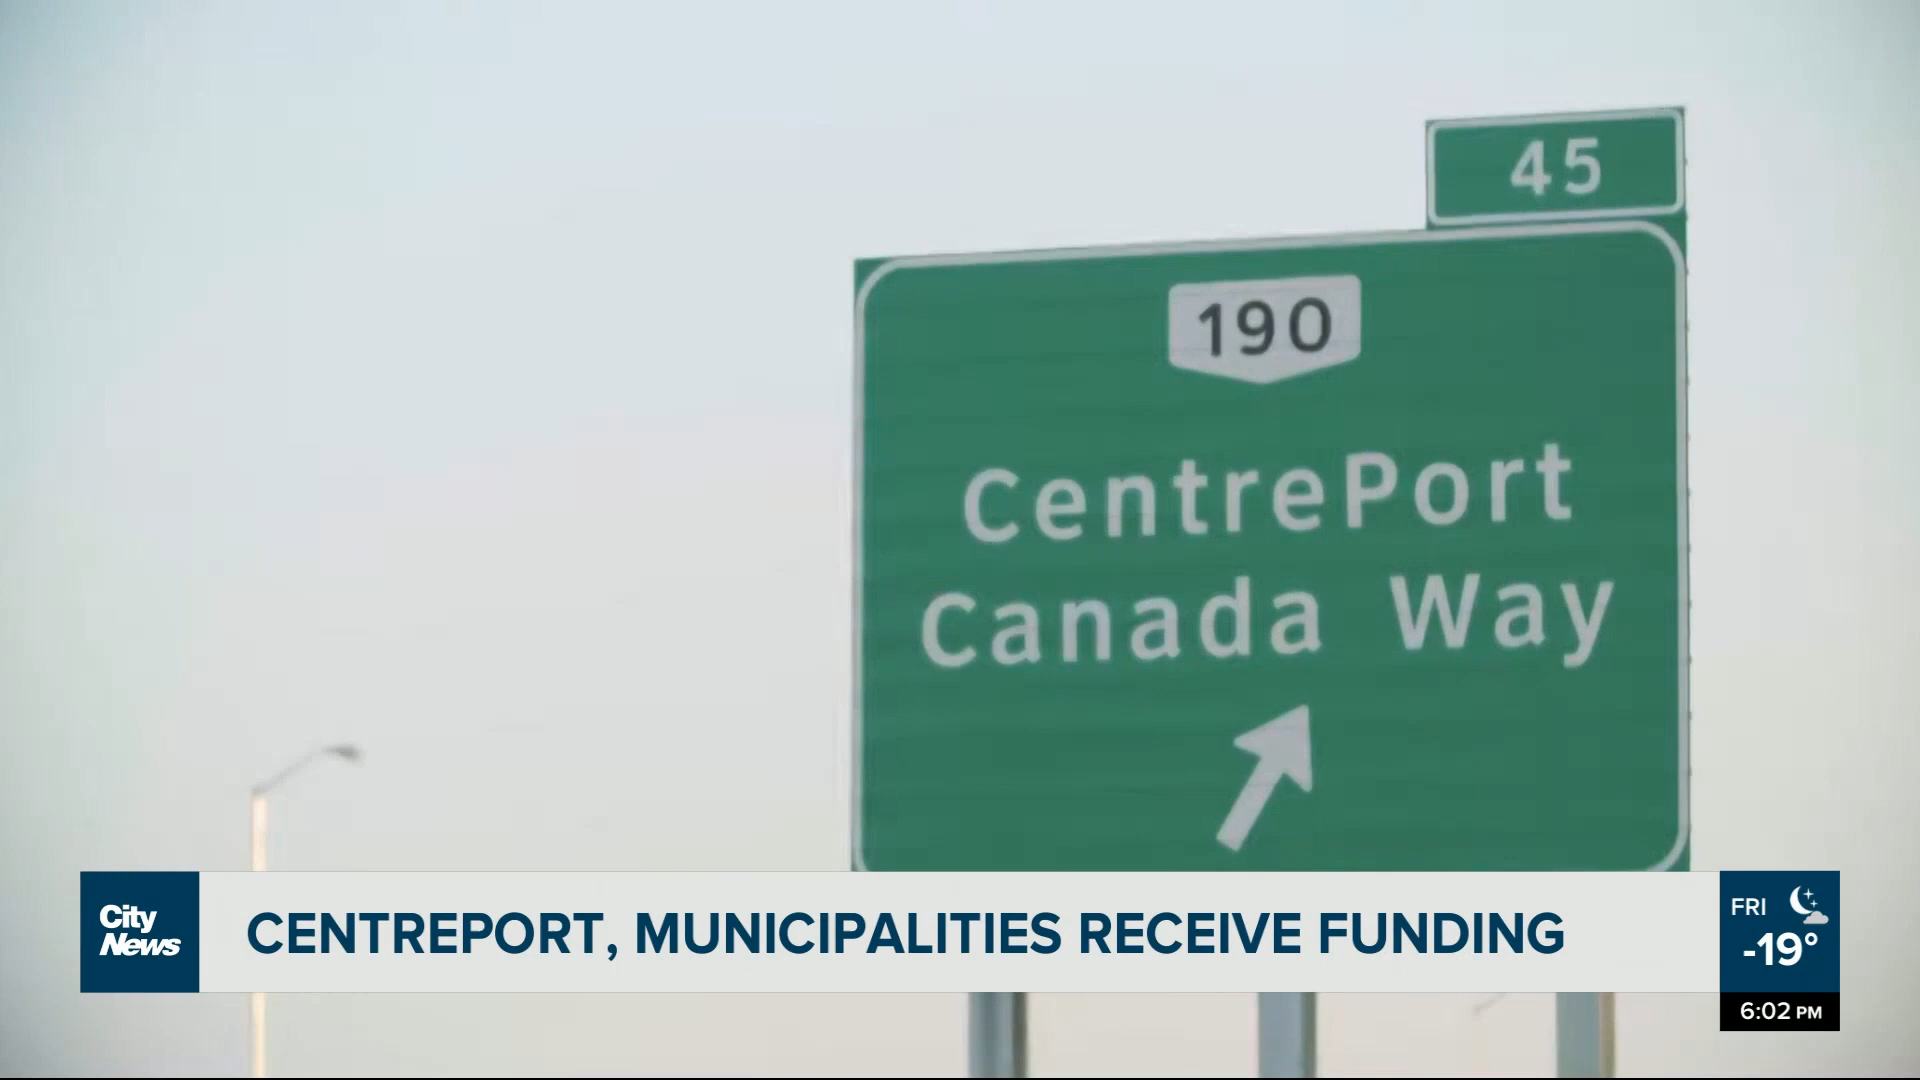 45
190
CentrePort
Canada Way
City
News
CENTREPORT, MUNICIPALITIES RECEIVE FUNDING
FRI
-19°
6:02 PM